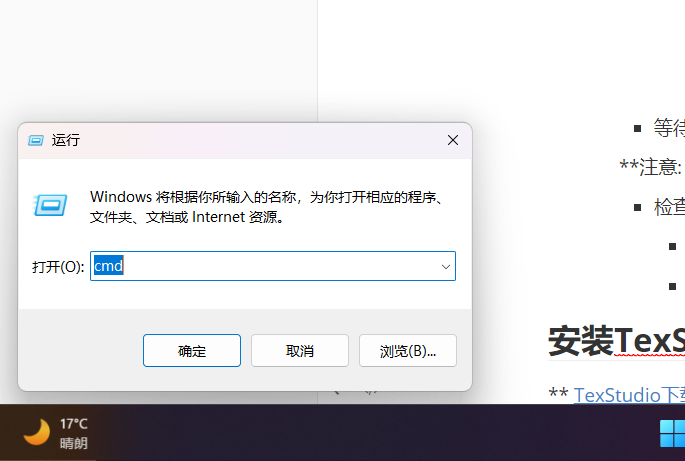 运行
Windows 将根据你所输入的名称，为你打开相应的程序、
文件夹、文档或 Internet 资源。
打开(O): cmd
确定 取消 浏览(B)...
等待
**注意:
检查
安装TexS
** TexStudio下载
17°C
晴朗